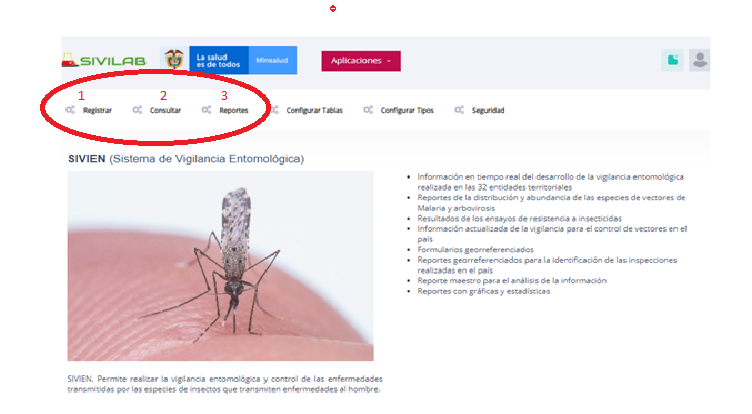 SIVILAB
La salud
es de todos
Minsalud
Aplicaciones
1 2 3
Registrar Consultar Reportes Configurar Tablas Configurar Tipos Seguridad
SIVIEN (Sistema de Vigilancia Entomológica)
• Información en tiempo real del desarrollo de la vigilancia entomológica
realizada en las 32 entidades territoriales
• Reportes de la distribución y abundancia de las especies de vectores de
Malaria y arbovirosis
• Resultados de los ensayos de resistencia a insecticidas
• Información actualizada de la vigilancia para el control de vectores en el
país
• Formularios georreferenciados
• Reportes georreferenciados para la identificación de las inspecciones
realizadas en el país
• Reporte maestro para el análisis de la información
• Reportes con gráficas y estadísticas
SIVIEN. Permite realizar la vigilancia entomológica y control de las enfermedades
transmitidas por las especies de insectos que transmiten enfermedades al hombre.